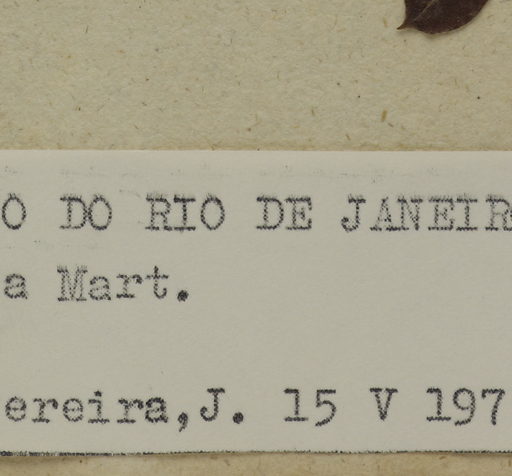 O DO RIO DE JANEIR
a Mart.
ereira,J. 15 V 197